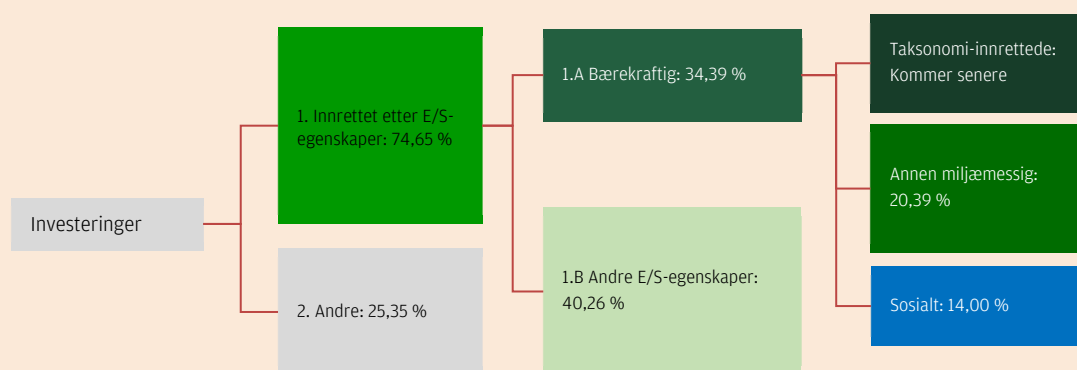 Investeringer
1. Innrettet etter E/S-
egenskaper: 74,65 %
2. Andre: 25,35 %
1.A Bærekraftig: 34,39 %
1.B Andre E/S-egenskaper:
40,26 %
Taksonomi-innrettede:
Kommer senere
Annen miljæmessig:
20,39 %
Sosialt: 14,00 %